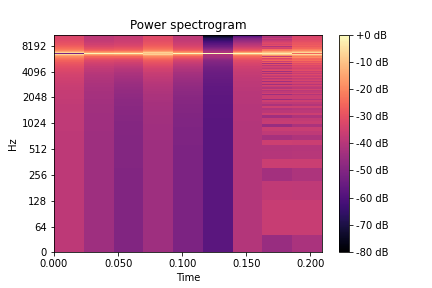 Power spectrogram
Hz
8192
4096
2048
1024
512
256
128
64
0
0.000 0.050 0.100 0.150 0.200
Time
+0 dB
-10 dB
-20 dB
-30 dB
-40 dB
-50 dB
-60 dB
-70 dB
-80 dB